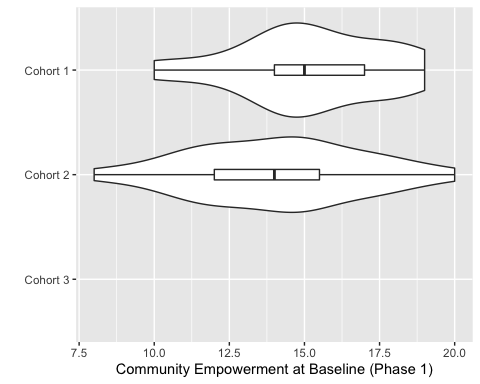 Cohort 1
Cohort 2
Cohort 3
7.5 10.0 12.5 15.0 17.5 20.0
Community Empowerment at Baseline (Phase 1)